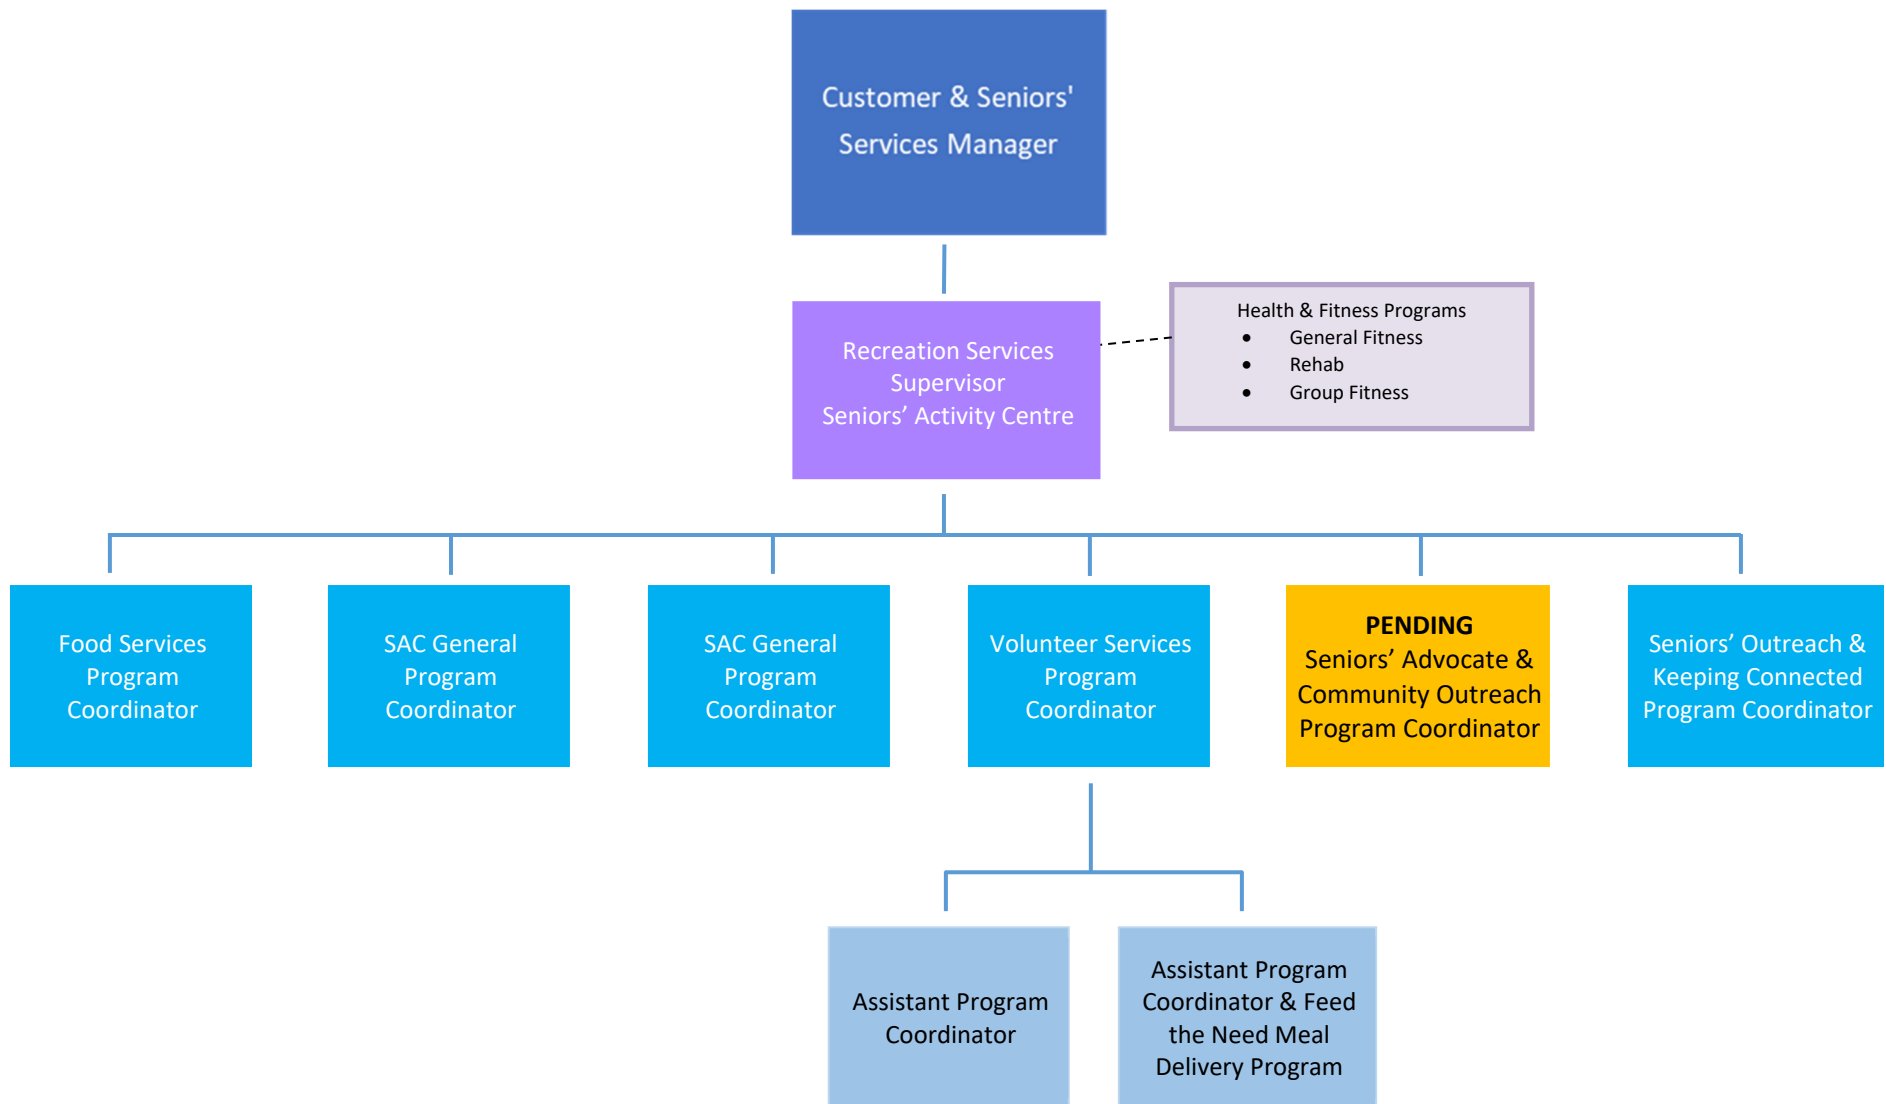 Customer & Seniors'
Services Manager
Recreation Services
Supervisor
Seniors’ Activity Centre
Health & Fitness Programs
• General Fitness
• Rehab
• Group Fitness
Food Services
Program
Coordinator
SAC General
Program
Coordinator
SAC General
Program
Coordinator
Volunteer Services
Program
Coordinator
PENDING
Seniors’ Advocate &
Community Outreach
Program Coordinator
Seniors’ Outreach &
Keeping Connected
Program Coordinator
Assistant Program
Coordinator
Assistant Program
Coordinator & Feed
the Need Meal
Delivery Program